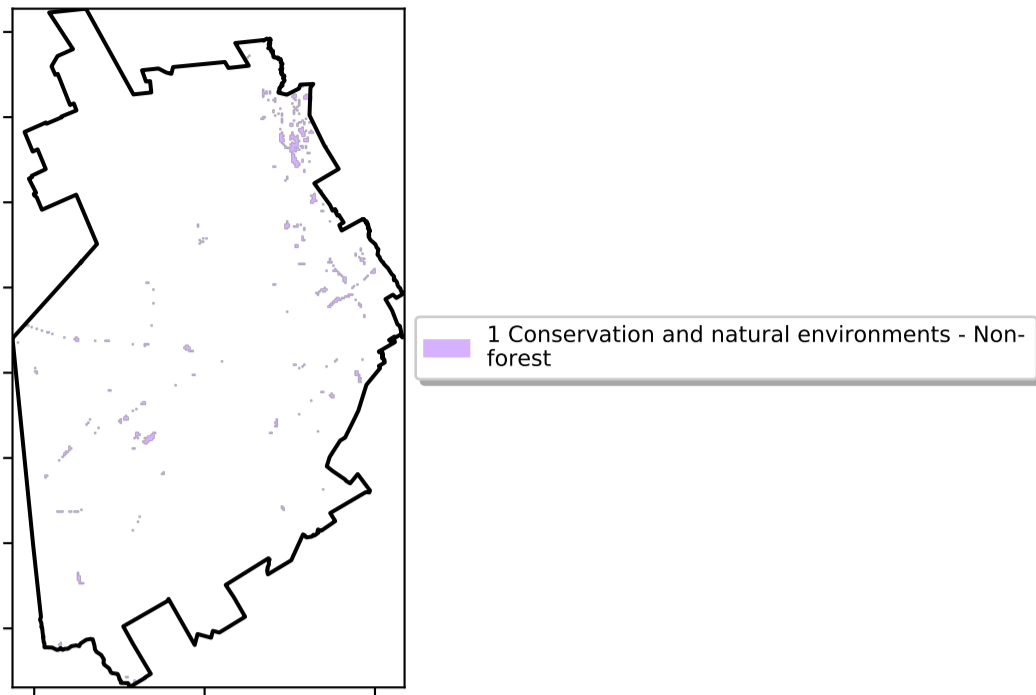 1 Conservation and natural environments - Non-
forest